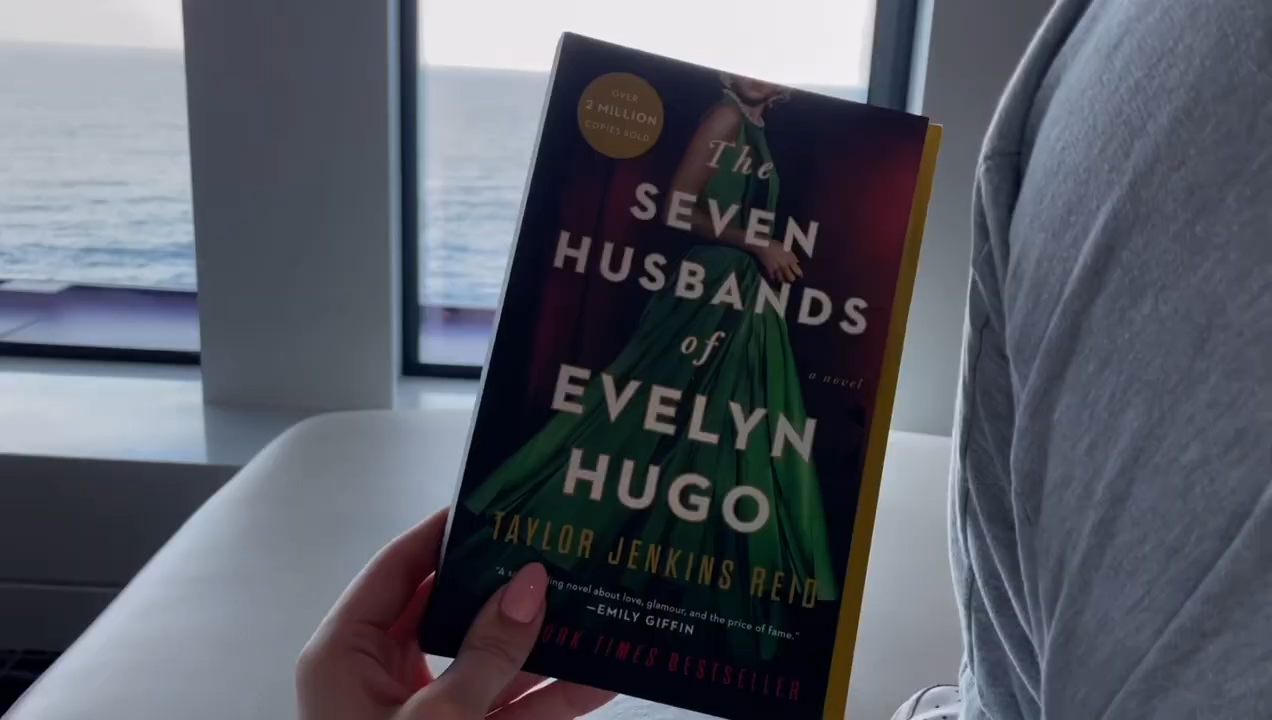 OVER
2 MILLION
COPIES SOLD
The
SEVEN
HUSBANDS
of
a novel
EVELYN
HUGO
TAYLOR JENKINS REID
"A novel about love, glamour, and the price of fame."
—EMILY GIFFIN
TIMES BESTSELLER